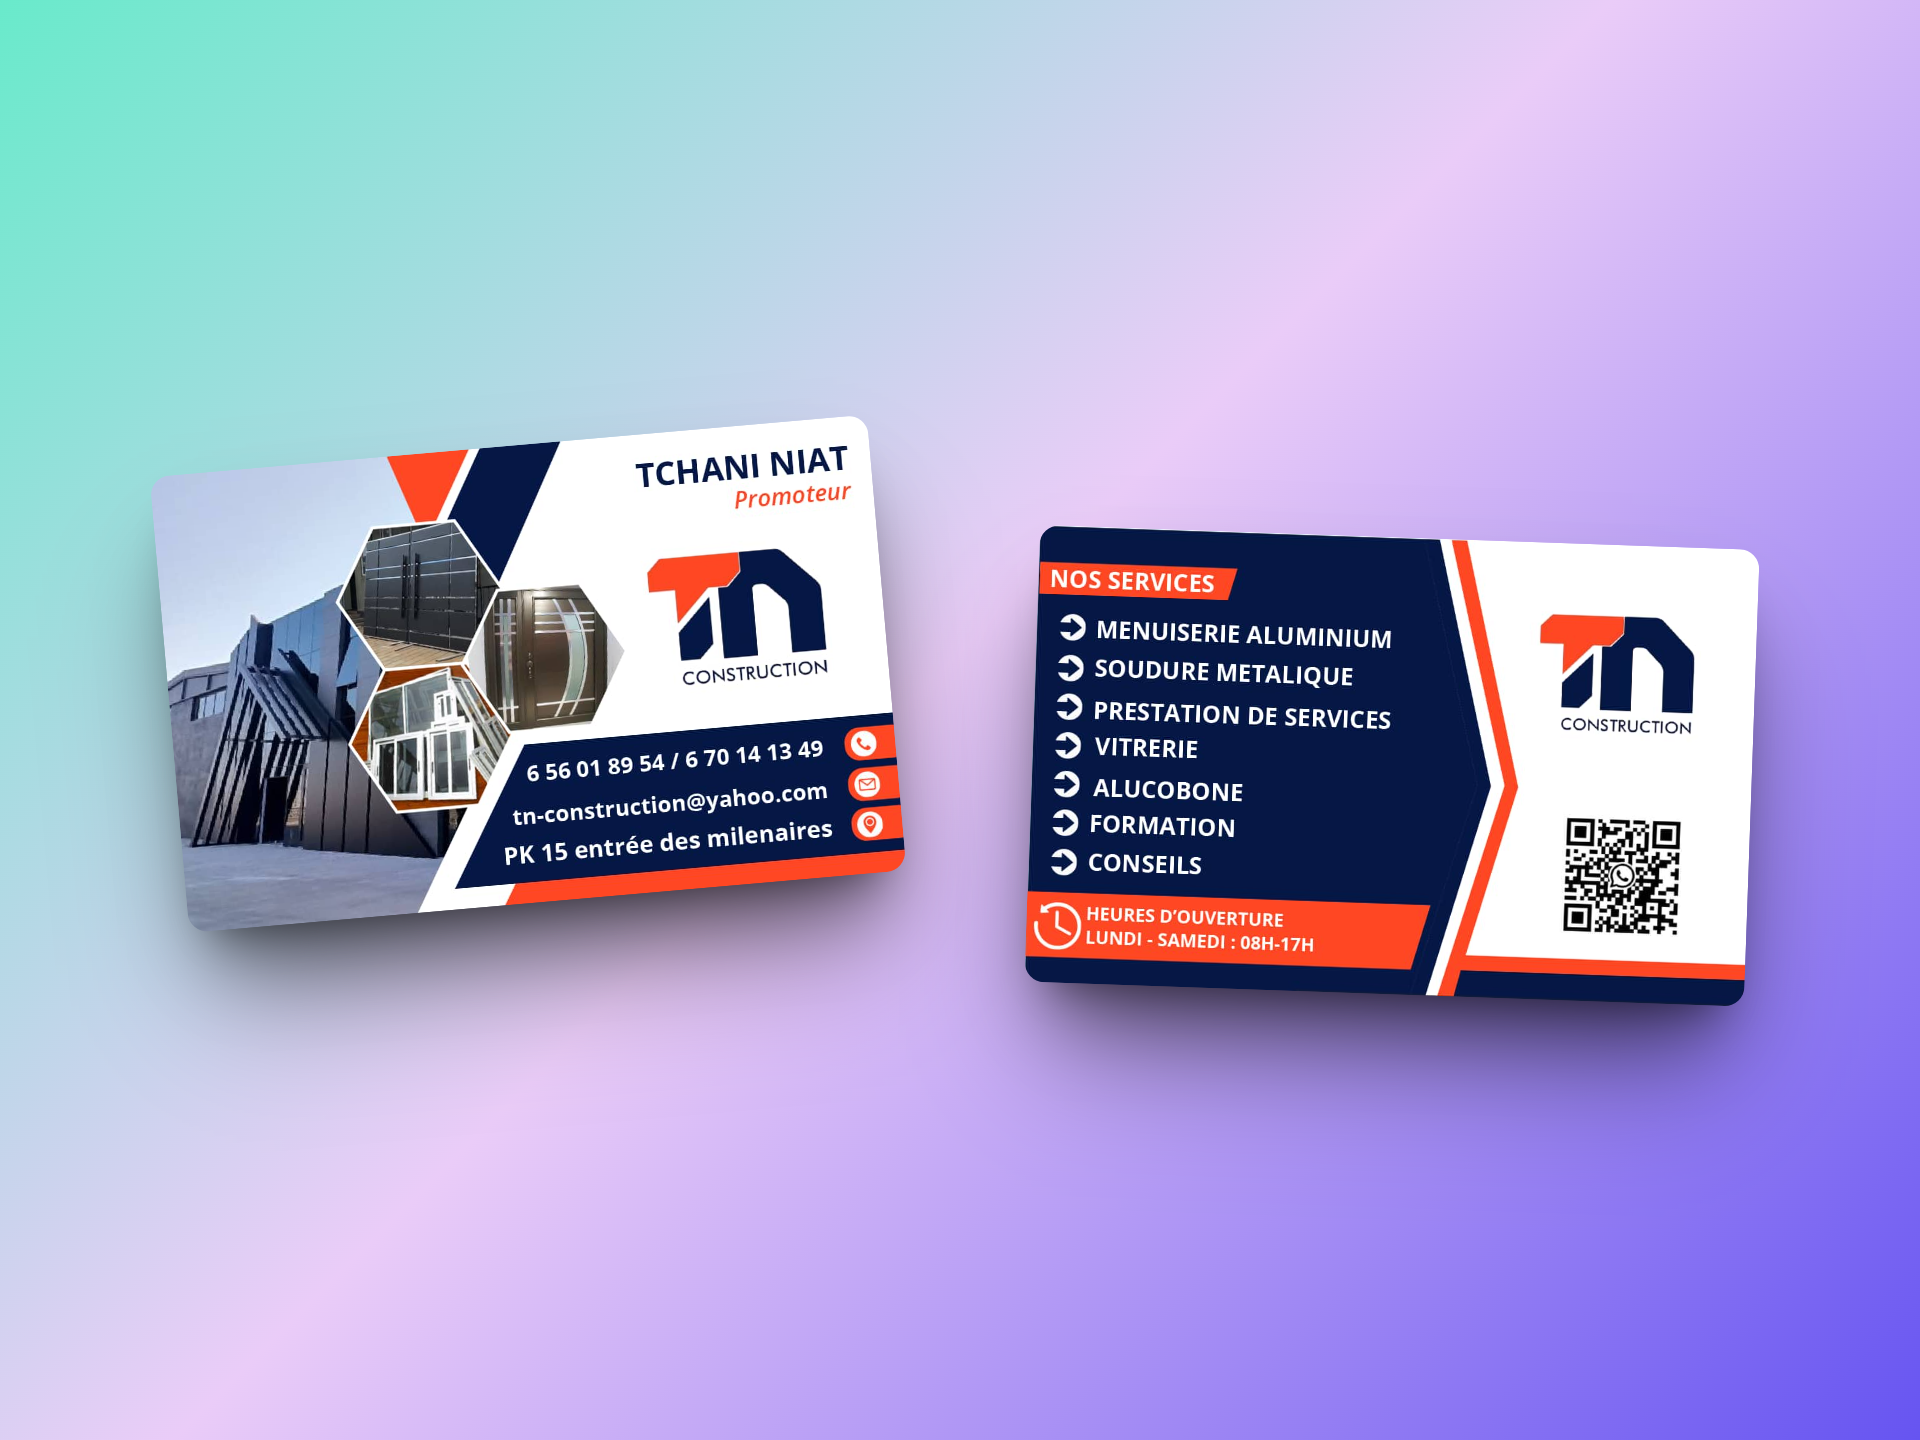 TCHANI NIAT
Promoteur
TN
CONSTRUCTION
6 56 01 89 54 / 6 70 14 13 49
tn-construction@yahoo.com
PK 15 entrée des milenaires
NOS SERVICES
MENUISERIE ALUMINIUM
SOUDURE METALIQUE
PRESTATION DE SERVICES
VITRERIE
ALUCOBONE
FORMATION
CONSEILS
HEURES D'OUVERTURE
LUNDI - SAMEDI : 08H-17H
TN
CONSTRUCTION